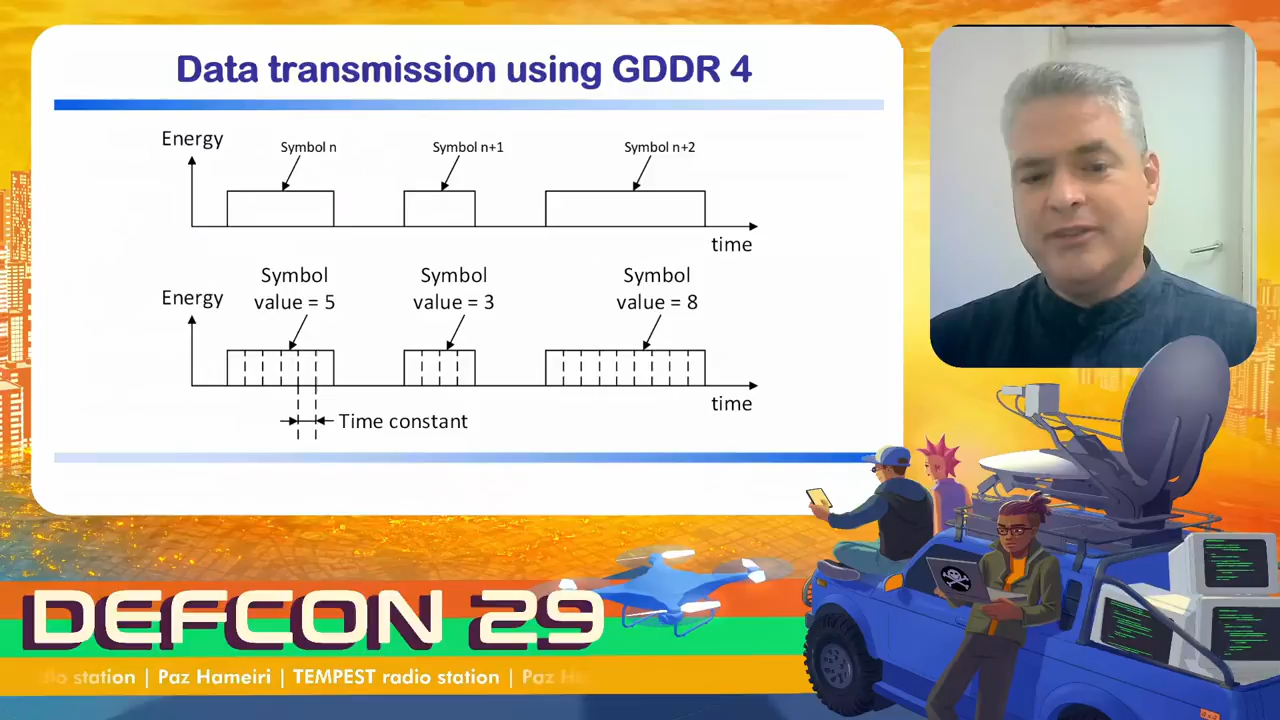 Data transmission using GDDR 4
Energy
Symbol n
Symbol n+1
Symbol n+2
time
Symbol
value = 5
Symbol
value = 3
Symbol
value = 8
Energy
time
Time constant
DEFCON 29
station | Paz Hameiri | TEMPEST radio station | Paz